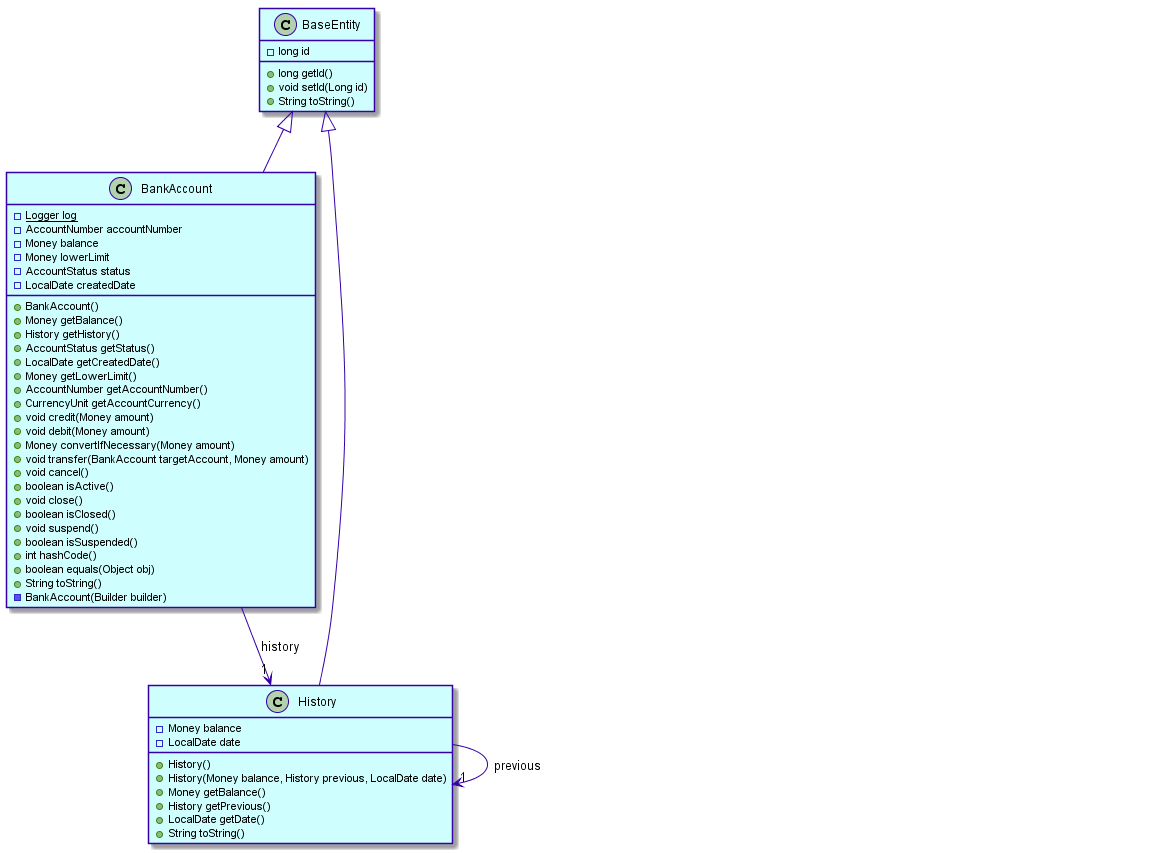 C BaseEntity
long id
long getId()
void setId(Long id)
String toString()
C BankAccount
Logger log
AccountNumber accountNumber
Money balance
Money lowerLimit
AccountStatus status
LocalDate createdDate
BankAccount()
Money getBalance()
History getHistory()
AccountStatus getStatus()
LocalDate getCreatedDate()
Money getLowerLimit()
AccountNumber getAccountNumber()
CurrencyUnit getAccountCurrency()
void credit(Money amount)
void debit(Money amount)
Money convertIfNecessary(Money amount)
void transfer(BankAccount targetAccount, Money amount)
void cancel()
boolean isActive()
void close()
boolean isClosed()
void suspend()
boolean isSuspended()
int hashCode()
boolean equals(Object obj)
String toString()
BankAccount(Builder builder)
history
1
C History
Money balance
LocalDate date
History()
History(Money balance, History previous, LocalDate date)
Money getBalance()
History getPrevious()
LocalDate getDate()
String toString()
previous
1